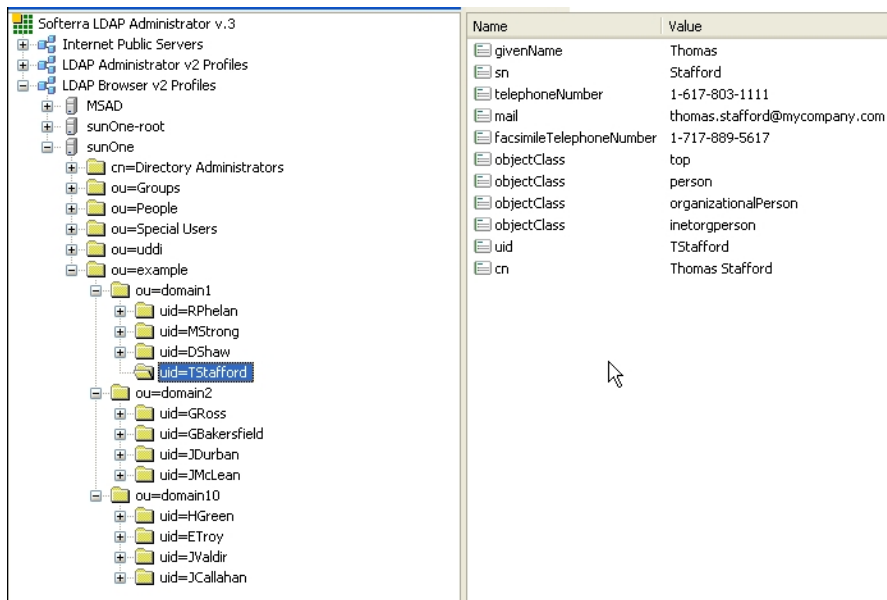 Softerra LDAP Administrator v.3
Internet Public Servers
LDAP Administrator v2 Profiles
LDAP Browser v2 Profiles
MSAD
sunOne-root
sunOne
cn=Directory Administrators
ou=Groups
ou=People
ou=Special Users
ou=uddi
ou=example
ou=domain1
uid=RPhelan
uid=MStrong
uid=DShaw
uid=TStafford
ou=domain2
uid=GRoss
uid=GBakersfield
uid=JDurban
uid=JMcLean
ou=domain10
uid=HGreen
uid=ETroy
uid=JValdir
uid=JCallahan
Name Value
givenName Thomas
sn Stafford
telephoneNumber 1-617-803-1111
mail thomas.stafford@mycompany.com
facsimileTelephoneNumber 1-717-889-5617
objectClass top
objectClass person
objectClass organizationalPerson
objectClass inetorgperson
uid TStafford
cn Thomas Stafford